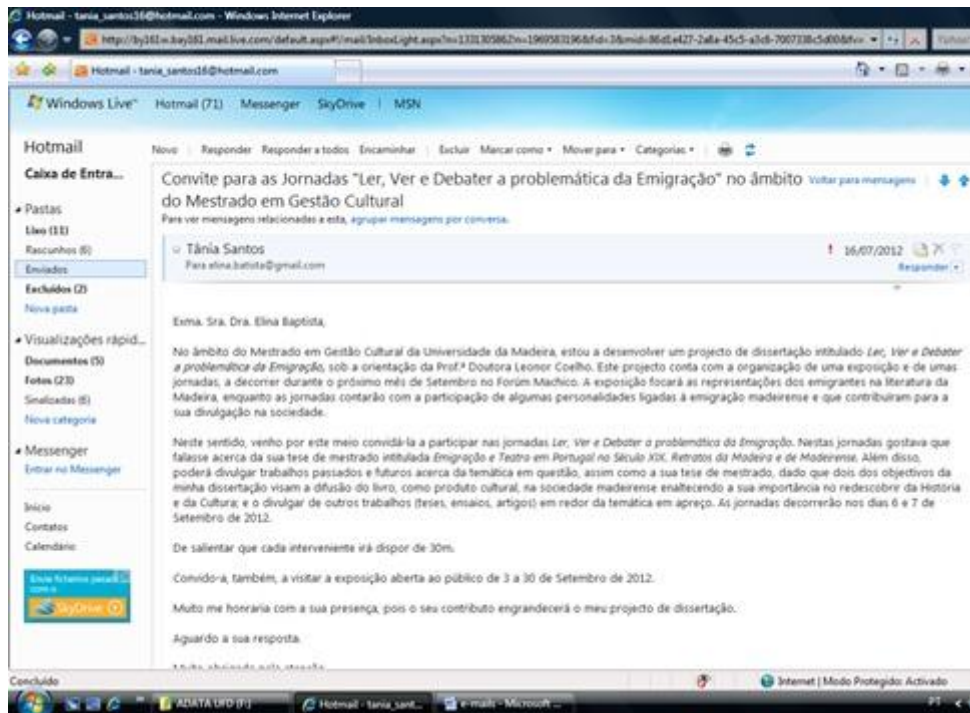 Hotmail - tania_santos16@hotmail.com - Windows Internet Explorer
Hotmail - tania_santos16@hotmail.com
Windows Live™ Hotmail (71) Messenger SkyDrive | MSN
Hotmail
Novo | Responder Responder a todos Encaminhar | Excluir Marcar como Mover para Categorias
Caixa de Entra...
Convite para as Jornadas "Ler, Ver e Debater a problemática da Emigração" no âmbito
do Mestrado em Gestão Cultural
Voltar para mensagens
Para ver mensagens relacionadas a esta, agrupar mensagens por conversa.
Pastas
Lixo (11)
Rascunhos (6)
Enviados
Excluídos (2)
Nova pasta
Tânia Santos
Para elina.batista@gmail.com
! 16/07/2012
Responder
Visualizações rápid...
Documentos (5)
Fotos (23)
Sinalizadas (6)
Nova categoria
Messenger
Entrar no Messenger
Início
Contatos
Calendário
SkyDrive
Exma. Sra. Dra. Elina Baptista,
No âmbito do Mestrado em Gestão Cultural da Universidade da Madeira, estou a desenvolver um projecto de dissertação intitulado Ler, Ver e Debater
a problemática da Emigração, sob a orientação da Prof.ª Doutora Leonor Coelho. Este projecto conta com a organização de uma exposição e de umas
jornadas, a decorrer durante o próximo mês de Setembro no Forúm Machico. A exposição focará as representações dos emigrantes na literatura da
Madeira, enquanto as jornadas contarão com a participação de algumas personalidades ligadas à emigração madeirense e que contribuíram para a
sua divulgação na sociedade.
Neste sentido, venho por este meio convidá-la a participar nas jornadas Ler, Ver e Debater a problemática da Emigração. Nestas jornadas gostava que
falasse acerca da sua tese de mestrado intitulada Emigração e Teatro em Portugal no Século XIX. Retratos da Madeira e de Madeirense. Além disso,
poderá divulgar trabalhos passados e futuros acerca da temática em questão, assim como a sua tese de mestrado, dado que dois dos objectivos da
minha dissertação visam a difusão do livro, como produto cultural, na sociedade madeirense enaltecendo a sua importância no redescobrir da História
e da Cultura; e o divulgar de outros trabalhos (teses, ensaios, artigos) em redor da temática em apreço. As jornadas decorrerão nos dias 6 e 7 de
Setembro de 2012.
De salientar que cada interveniente irá dispor de 30m.
Convido-a, também, a visitar a exposição aberta ao público de 3 a 30 de Setembro de 2012.
Muito me honraria com a sua presença, pois o seu contributo engrandecerá o meu projecto de dissertação.
Aguardo a sua resposta.
Concluído
Internet | Modo Protegido: Activado
ADATA UFD (F:)
Hotmail - tania_sant...
e-mails - Microsoft ...
PT